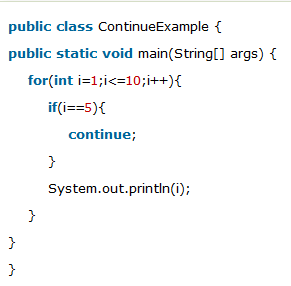 public class ContinueExample {
public static void main(String[] args) {
for(int i=1;i<=10;i++){
if(i==5){
continue;
}
System.out.println(i);
}
}
}